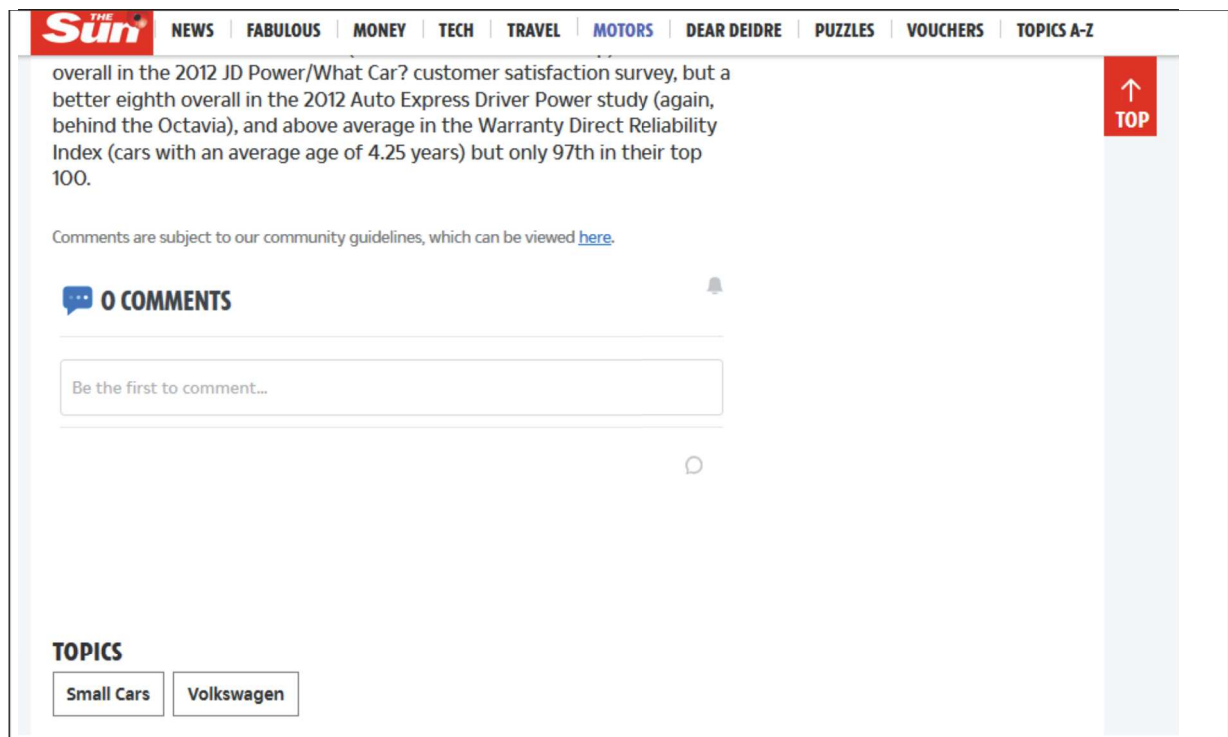 THE
Sun
NEWS FABULOUS MONEY TECH TRAVEL MOTORS DEAR DEIDRE PUZZLES VOUCHERS TOPICS A-Z
overall in the 2012 JD Power/What Car? customer satisfaction survey, but a
better eighth overall in the 2012 Auto Express Driver Power study (again,
behind the Octavia), and above average in the Warranty Direct Reliability
Index (cars with an average age of 4.25 years) but only 97th in their top
100.
TOP
Comments are subject to our community guidelines, which can be viewed here.
0 COMMENTS
Be the first to comment...
TOPICS
Small Cars Volkswagen